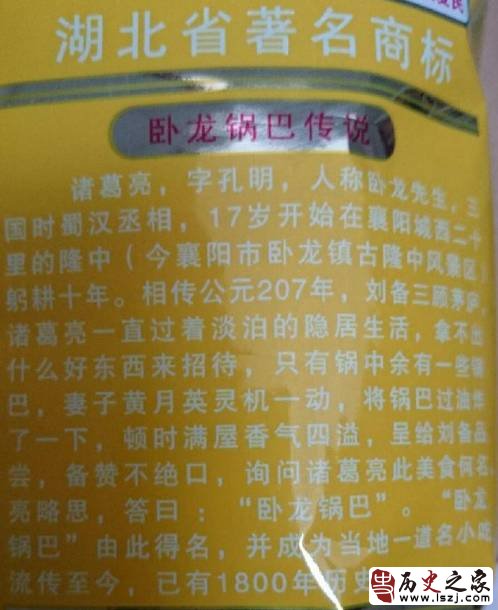 湖北省著名商标
卧龙锅巴传说
诸葛亮，字孔明，人称卧龙先生，三
国时蜀汉丞相，17岁开始在襄阳城西二十
里的隆中（今襄阳市卧龙镇古隆中风景区）
躬耕十年。相传公元207年，刘备三顾茅庐，
诸葛亮一直过着淡泊的隐居生活，拿不出
什么好东西来招待，只有锅中余有一些锅
巴，妻子黄月英灵机一动，将锅巴过油炸
了一下，顿时满屋香气四溢，呈给刘备品
尝，备赞不绝口，询问诸葛亮此美食何名
亮略思，答曰：“卧龙锅巴”。“卧龙
锅巴”由此得名，并成为当地一道名小吃
流传至今，已有1800年历史
历史之家
www.lszj.com